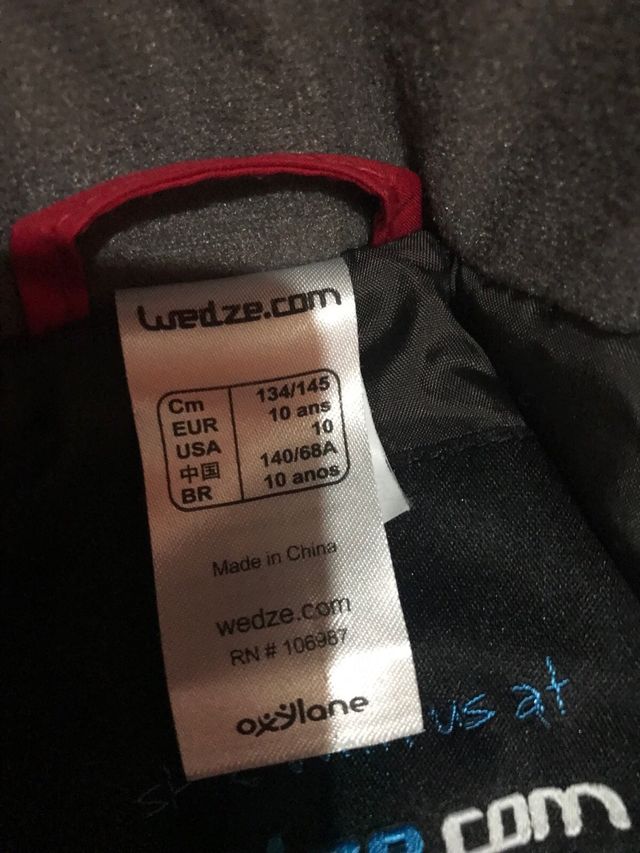 wedze.com
Cm 134/145
EUR 10 ans
USA 10
中国 140/68A
BR 10 anos
Made in China
wedze.com
RN # 106987
oxylane
us at
com